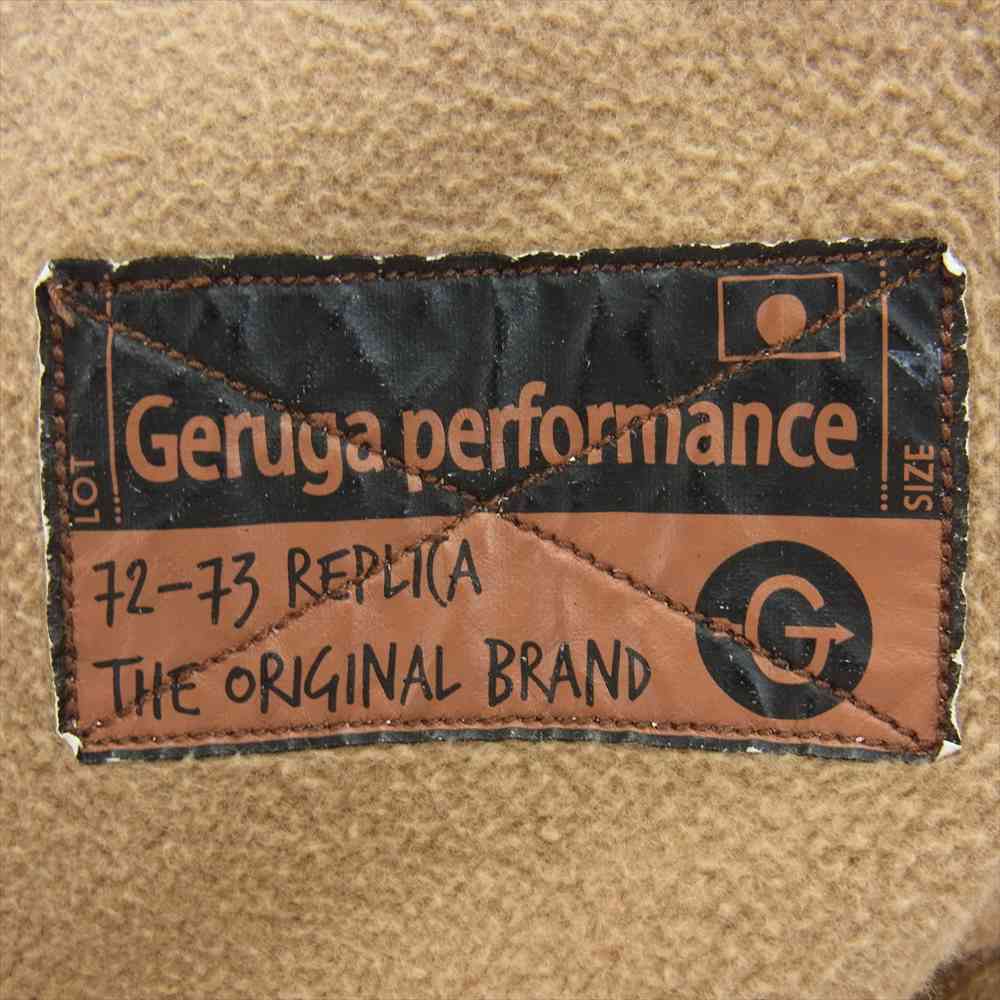 Geruga performance
LOT
SIZE
72-73 REPLICA
THE ORIGINAL BRAND
G